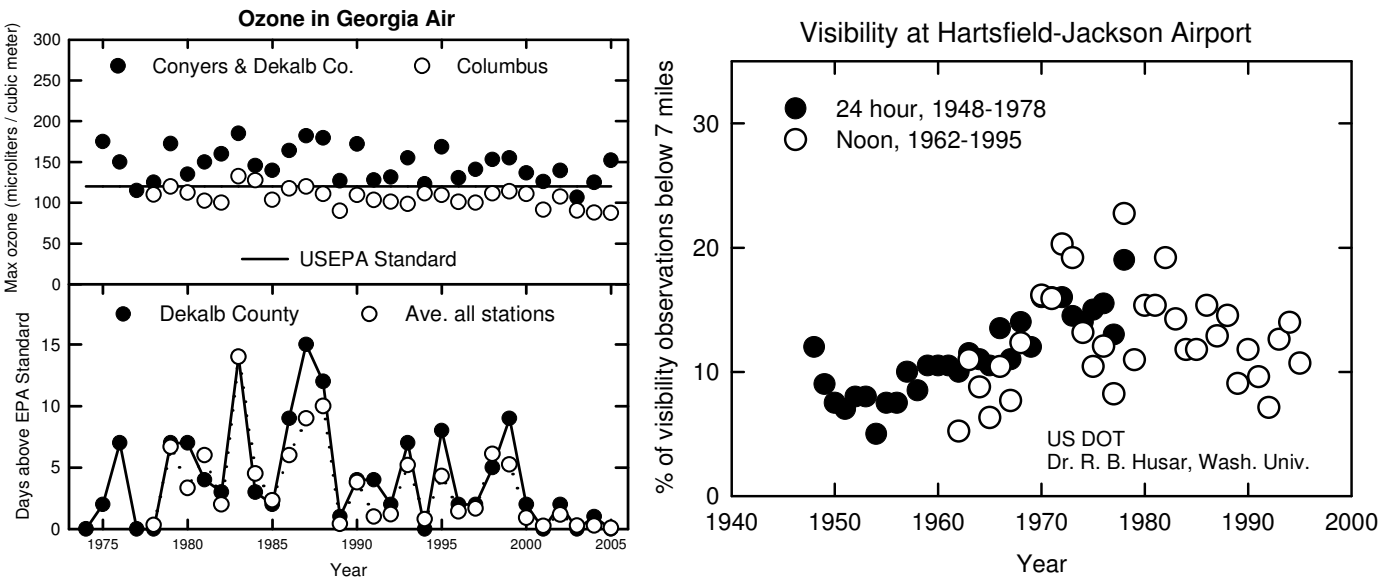 Ozone in Georgia Air
Max ozone (microliters / cubic meter)
300
250
200
150
100
50
0
Conyers & Dekalb Co.
Columbus
USEPA Standard
Days above EPA Standard
15
10
5
0
Dekalb County
Ave. all stations
1975 1980 1985 1990 1995 2000 2005
Year
Visibility at Hartsfield-Jackson Airport
% of visibility observations below 7 miles
30
20
10
0
24 hour, 1948-1978
Noon, 1962-1995
US DOT
Dr. R. B. Husar, Wash. Univ.
1940 1950 1960 1970 1980 1990 2000
Year